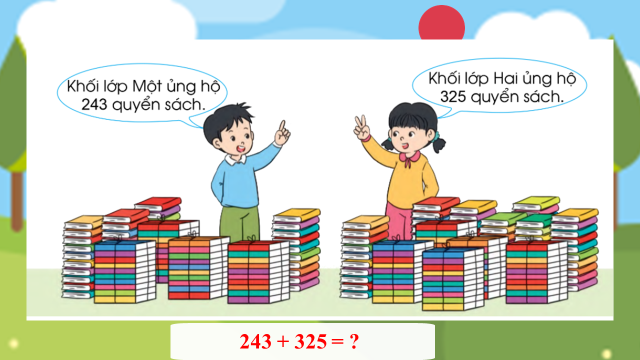 Khối lớp Một ủng hộ
243 quyển sách.
Khối lớp Hai ủng hộ
325 quyển sách.
243 + 325 = ?